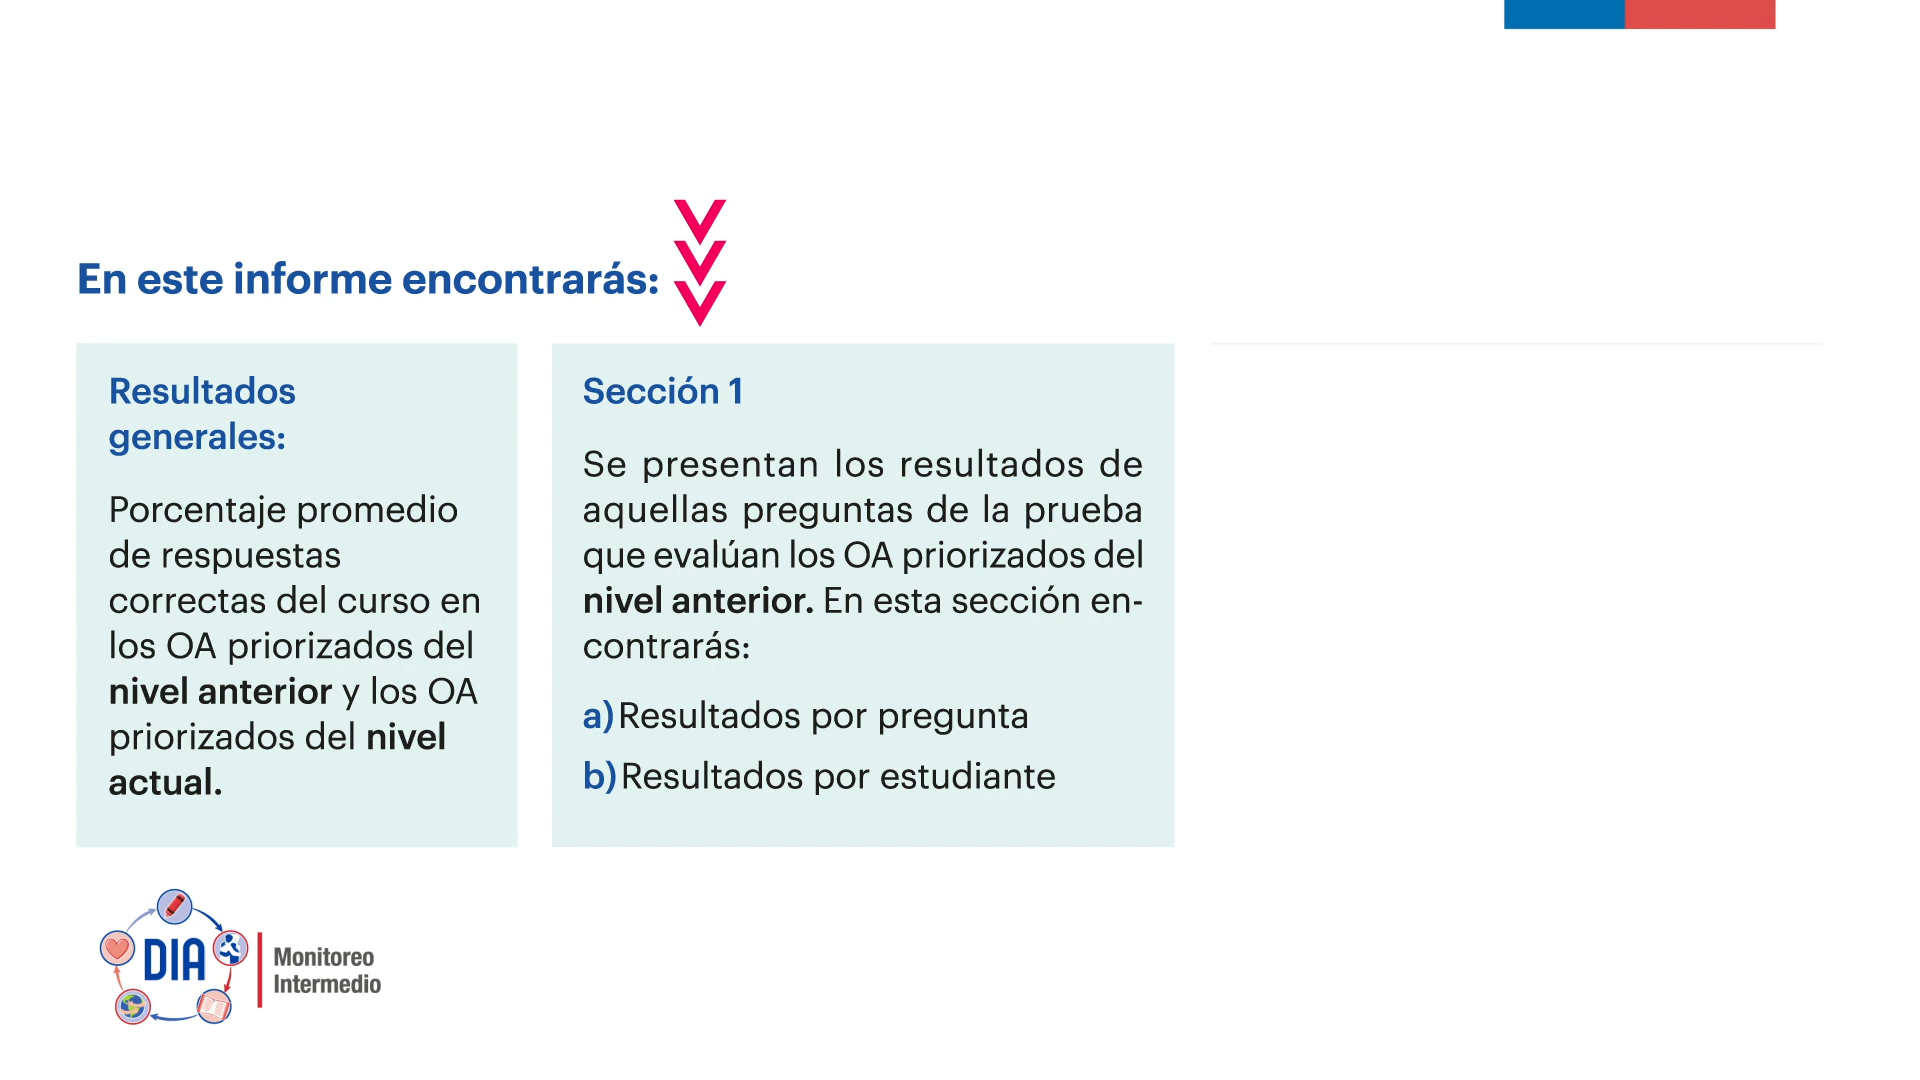 En este informe encontrarás:
Resultados
generales:
Porcentaje promedio
de respuestas
correctas del curso en
los OA priorizados del
nivel anterior y los OA
priorizados del nivel
actual.
Sección 1
Se presentan los resultados de
aquellas preguntas de la prueba
que evalúan los OA priorizados del
nivel anterior. En esta sección en-
contrarás:
a) Resultados por pregunta
b) Resultados por estudiante
DIA
Monitoreo
Intermedio